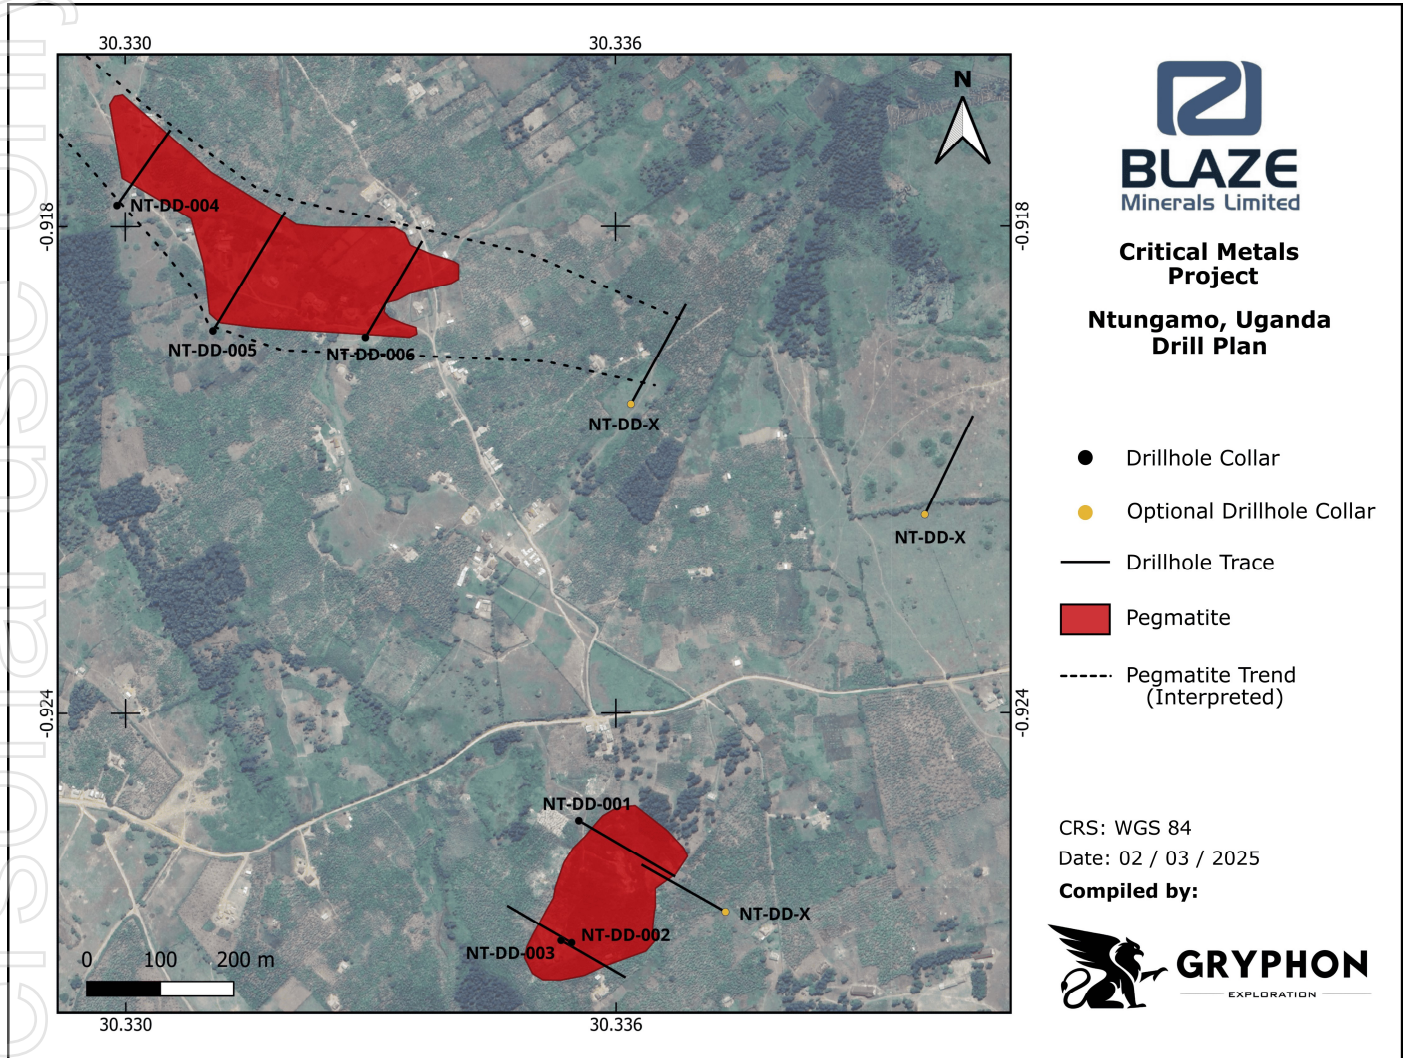 30.330
30.336
N
-0.918
-0.918
NT-DD-004
NT-DD-005
NT-DD-006
NT-DD-X
NT-DD-X
-0.924
-0.924
NT-DD-001
NT-DD-X
NT-DD-002
NT-DD-003
0 100 200 m
30.330
30.336
BLAZE
Minerals Limited
Critical Metals
Project
Ntungamo, Uganda
Drill Plan
Drillhole Collar
Optional Drillhole Collar
Drillhole Trace
Pegmatite
Pegmatite Trend
(Interpreted)
CRS: WGS 84
Date: 02 / 03 / 2025
Compiled by:
GRYPHON
EXPLORATION